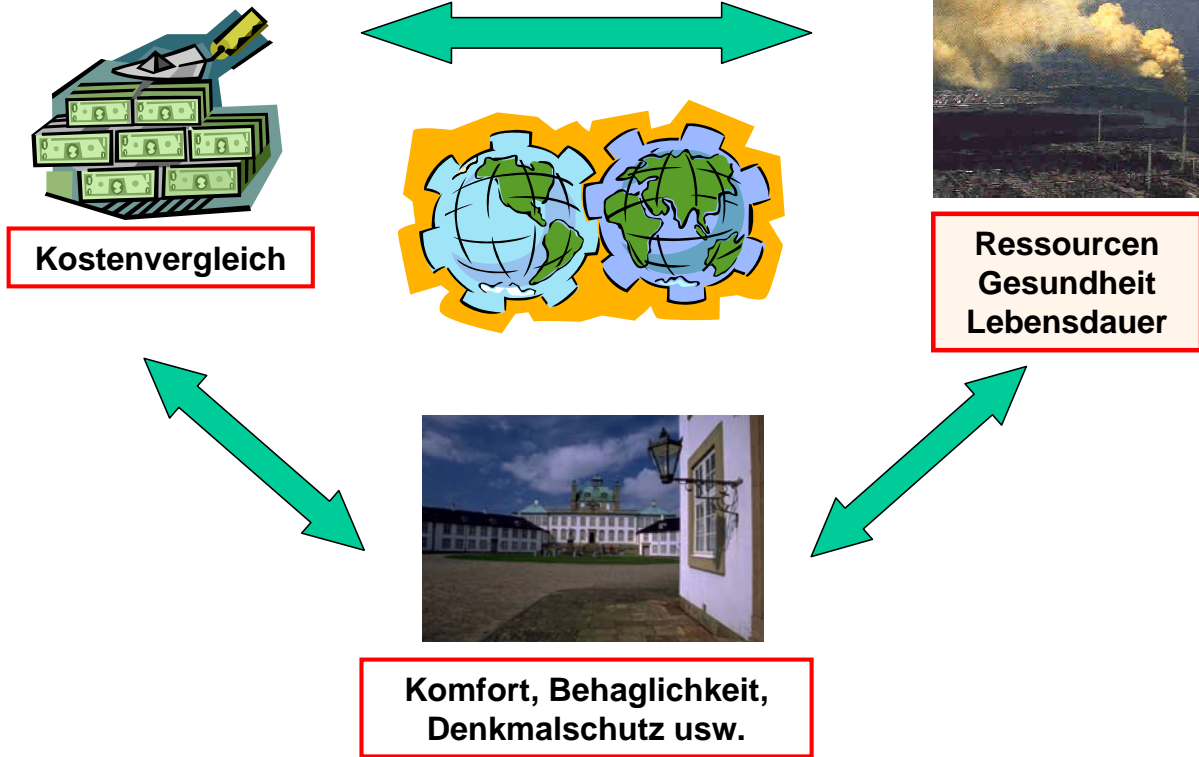 Kostenvergleich
Ressourcen
Gesundheit
Lebensdauer
Komfort, Behaglichkeit,
Denkmalschutz usw.